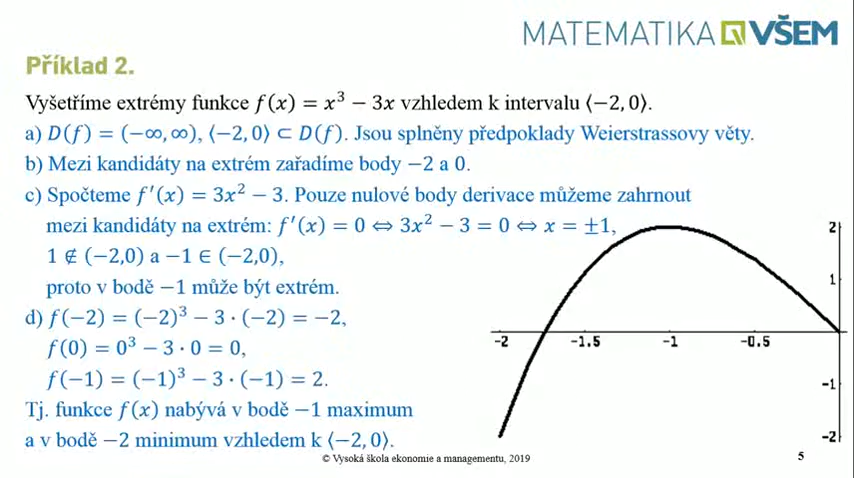 MATEMATIKA VŠEM
Příklad 2.
Vyšetříme extrémy funkce f(x) = x³ − 3x vzhledem k intervalu ⟨−2, 0⟩.
a) D(f) = (−∞, ∞), ⟨−2, 0⟩ ⊂ D(f). Jsou splněny předpoklady Weierstrassovy věty.
b) Mezi kandidáty na extrém zařadíme body −2 a 0.
c) Spočteme f′(x) = 3x² − 3. Pouze nulové body derivace můžeme zahrnout
mezi kandidáty na extrém: f′(x) = 0 ⇔ 3x² − 3 = 0 ⇔ x = ±1,
1 ∉ (−2,0) a −1 ∈ (−2,0),
proto v bodě −1 může být extrém.
d) f(−2) = (−2)³ − 3 · (−2) = −2,
f(0) = 0³ − 3 · 0 = 0,
f(−1) = (−1)³ − 3 · (−1) = 2.
Tj. funkce f(x) nabývá v bodě −1 maximum
a v bodě −2 minimum vzhledem k ⟨−2, 0⟩.
2
1
-2 -1.5 -1 -0.5
-1
-2
© Vysoká škola ekonomie a managementu, 2019
5